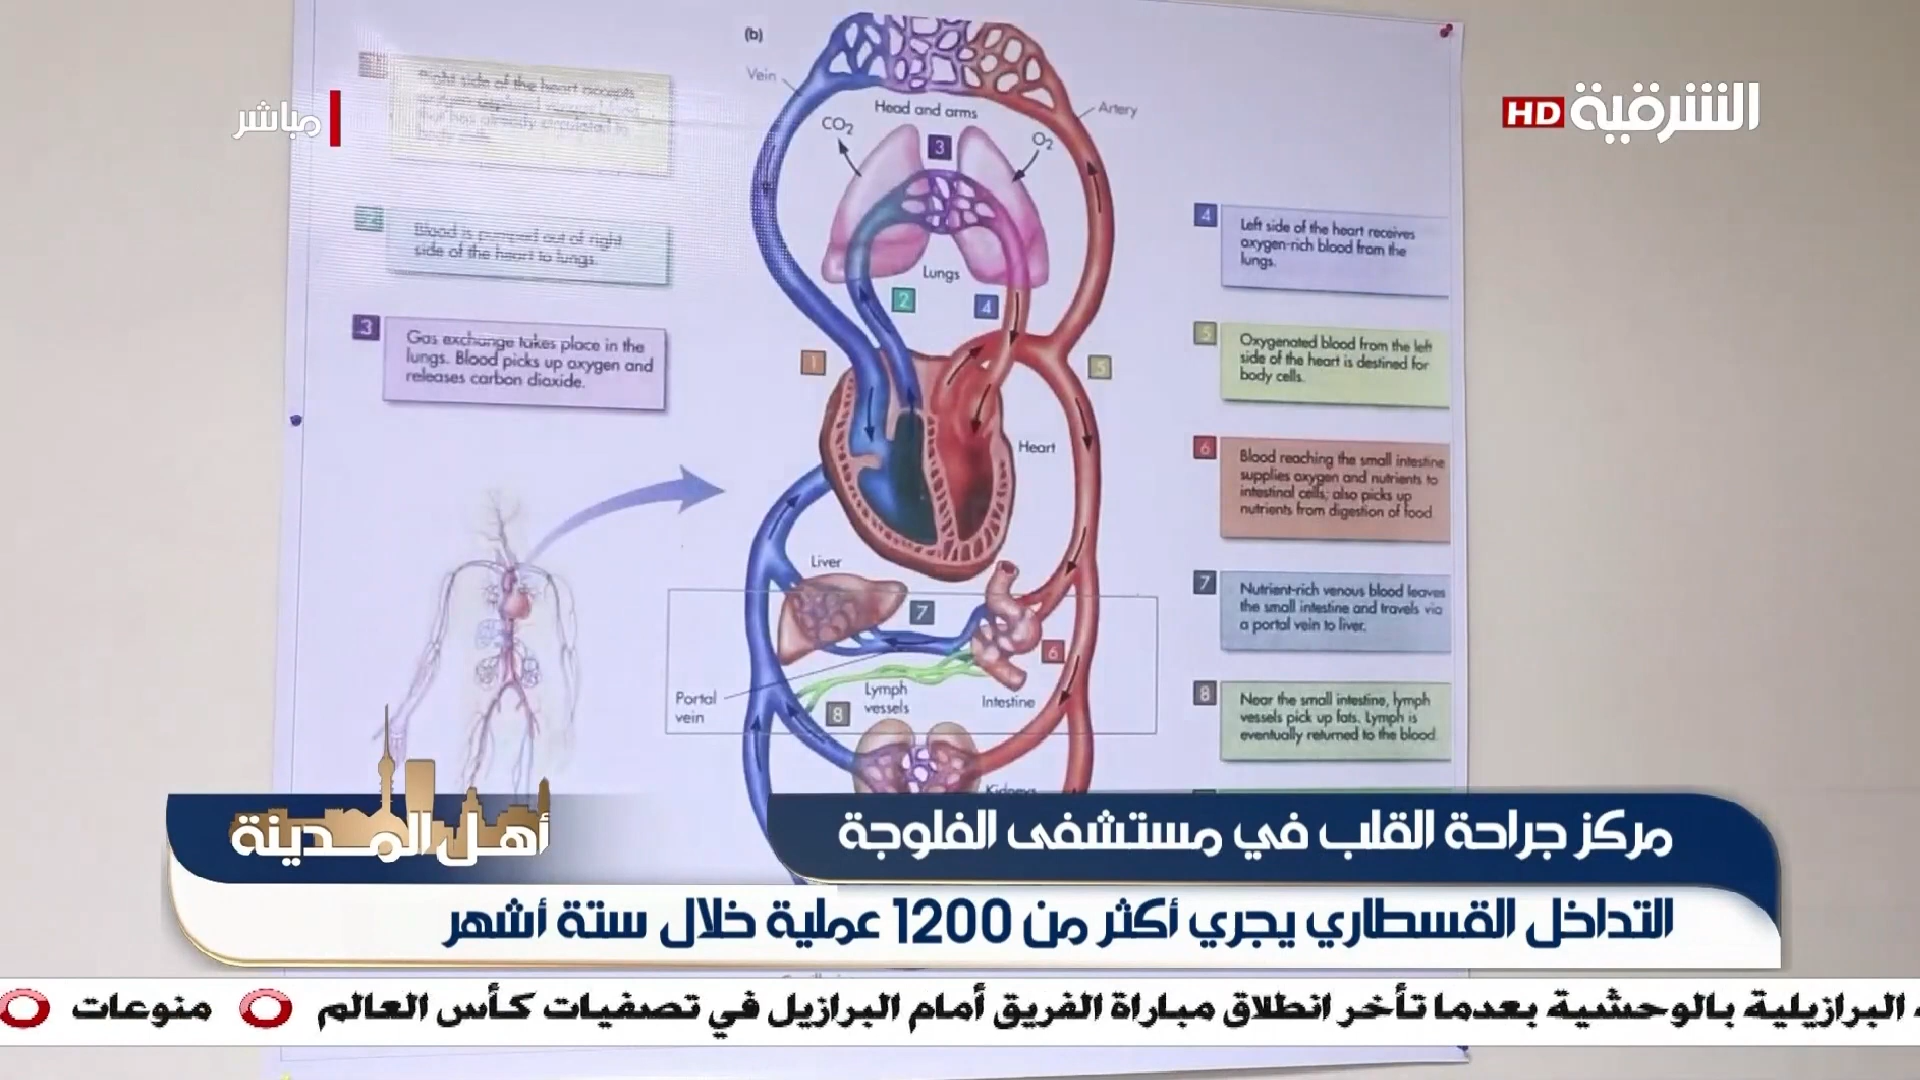 مباشر
الشرقية HD
(b)
Vein
Artery
Head and arms
CO2
O2
3
Lungs
2
4
1
5
Heart
Liver
7
6
Portal
vein
Lymph
vessels
8
Intestine
Kidneys
Right side of the heart accepts
Blood is pumped out of right
side of the heart to lungs.
3
Gas exchange takes place in the
lungs. Blood picks up oxygen and
releases carbon dioxide.
4
Left side of the heart receives
oxygen-rich blood from the
lungs.
5
Oxygenated blood from the left
side of the heart is destined for
body cells.
6
Blood reaching the small intestine
supplies oxygen and nutrients to
intestinal cells; also picks up
nutrients from digestion of food.
7
Nutrient-rich venous blood leaves
the small intestine and travels via
a portal vein to liver.
8
Near the small intestine, lymph
vessels pick up fats. Lymph is
eventually returned to the blood.
أهل المدينة
مركز جراحة القلب في مستشفى الفلوجة
التداخل القسطاري يجري أكثر من 1200 عملية خلال ستة أشهر
البرازيلية بالوحشية بعدما تأخر انطلاق مباراة الفريق أمام البرازيل في تصفيات كأس العالم منوعات